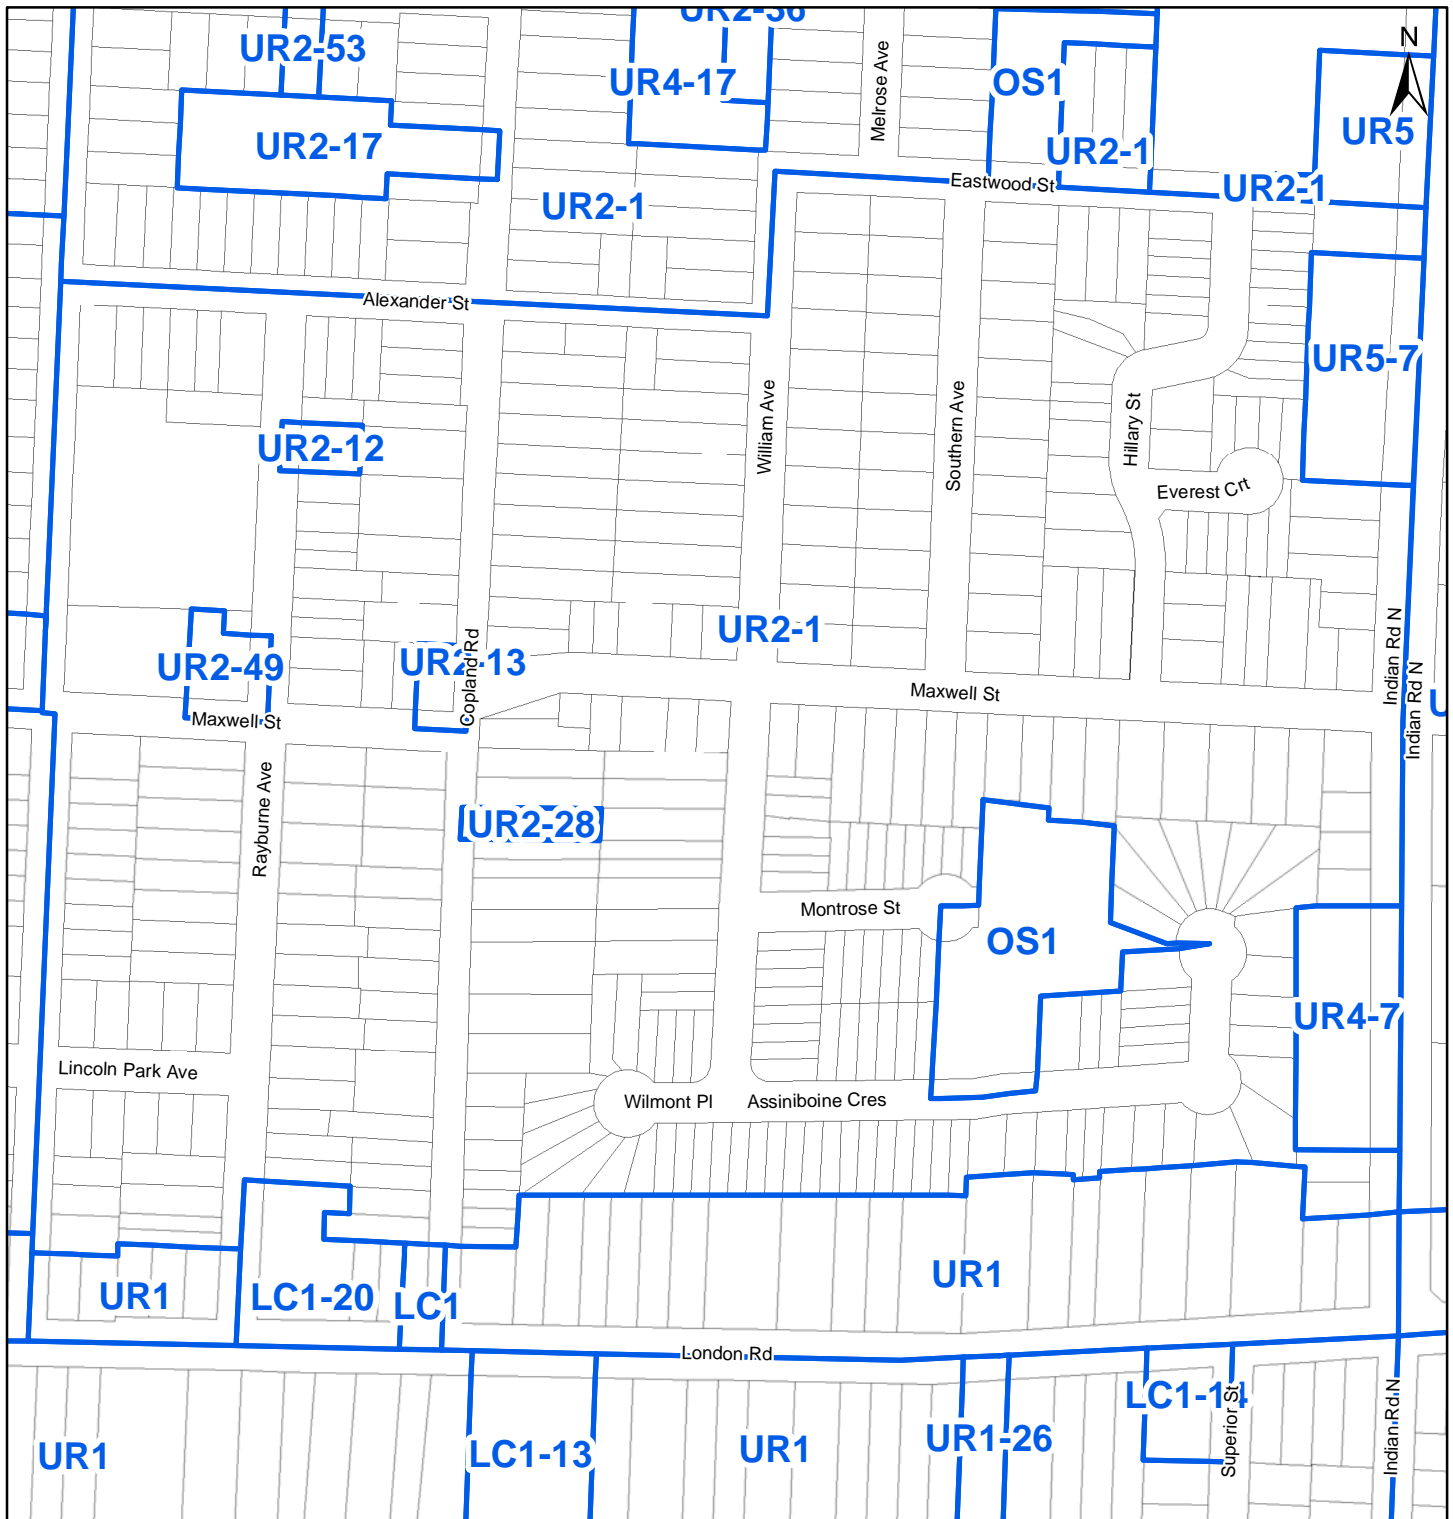 UR2-36
N
UR2-53
UR4-17
Melrose Ave
OS1
UR5
UR2-17
UR2-1
Eastwood St
UR2-1
UR2-1
Alexander St
UR5-7
William Ave
Southern Ave
Hillary St
UR2-12
Everest Crt
UR2-1
Indian Rd N
Indian Rd N
UR2-49
UR2-13
Copland Rd
Maxwell St
Maxwell St
U
Rayburne Ave
UR2-28
Montrose St
OS1
UR4-7
Lincoln Park Ave
Wilmont Pl
Assiniboine Cres
UR1
UR1
LC1-20
LC1
London Rd
LC1-14
Superior St
Indian Rd N
UR1-26
UR1
LC1-13
UR1